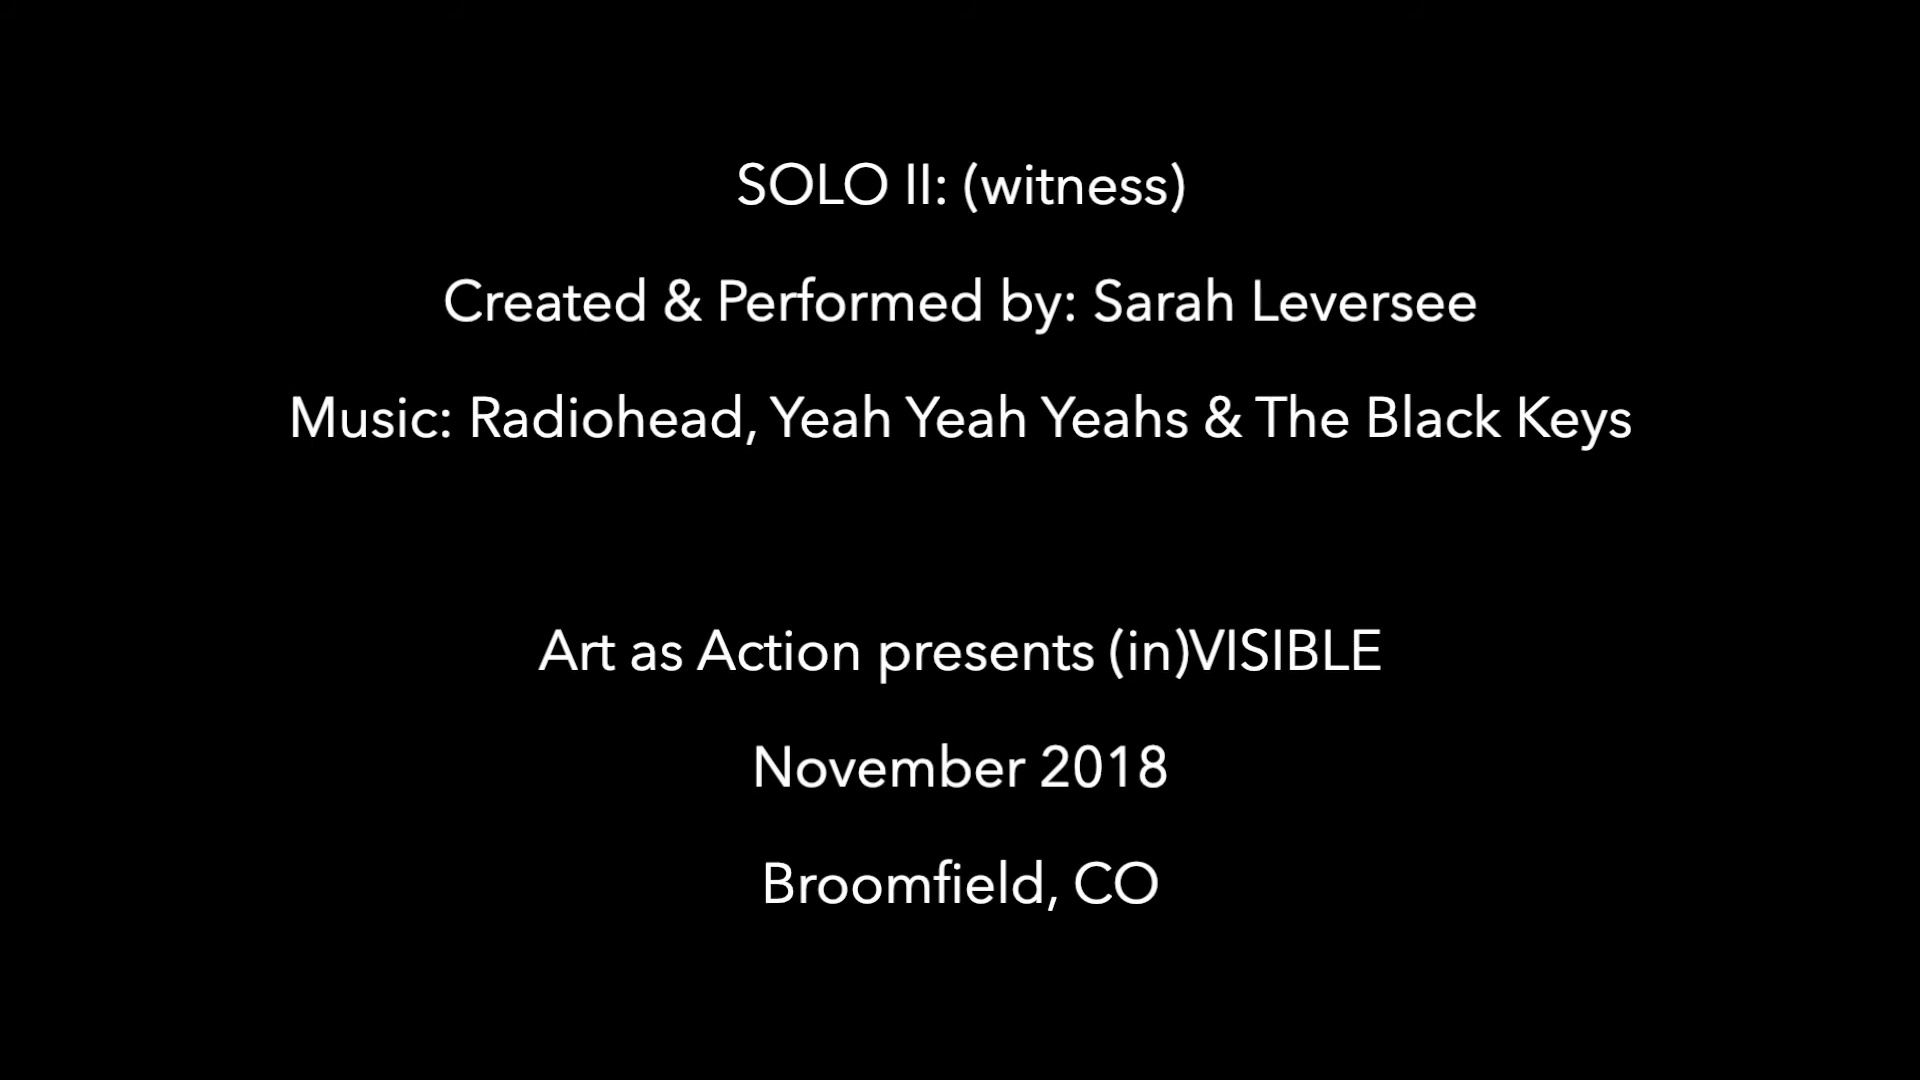 SOLO II: (witness)
Created & Performed by: Sarah Leversee
Music: Radiohead, Yeah Yeah Yeahs & The Black Keys
Art as Action presents (in)VISIBLE
November 2018
Broomfield, CO